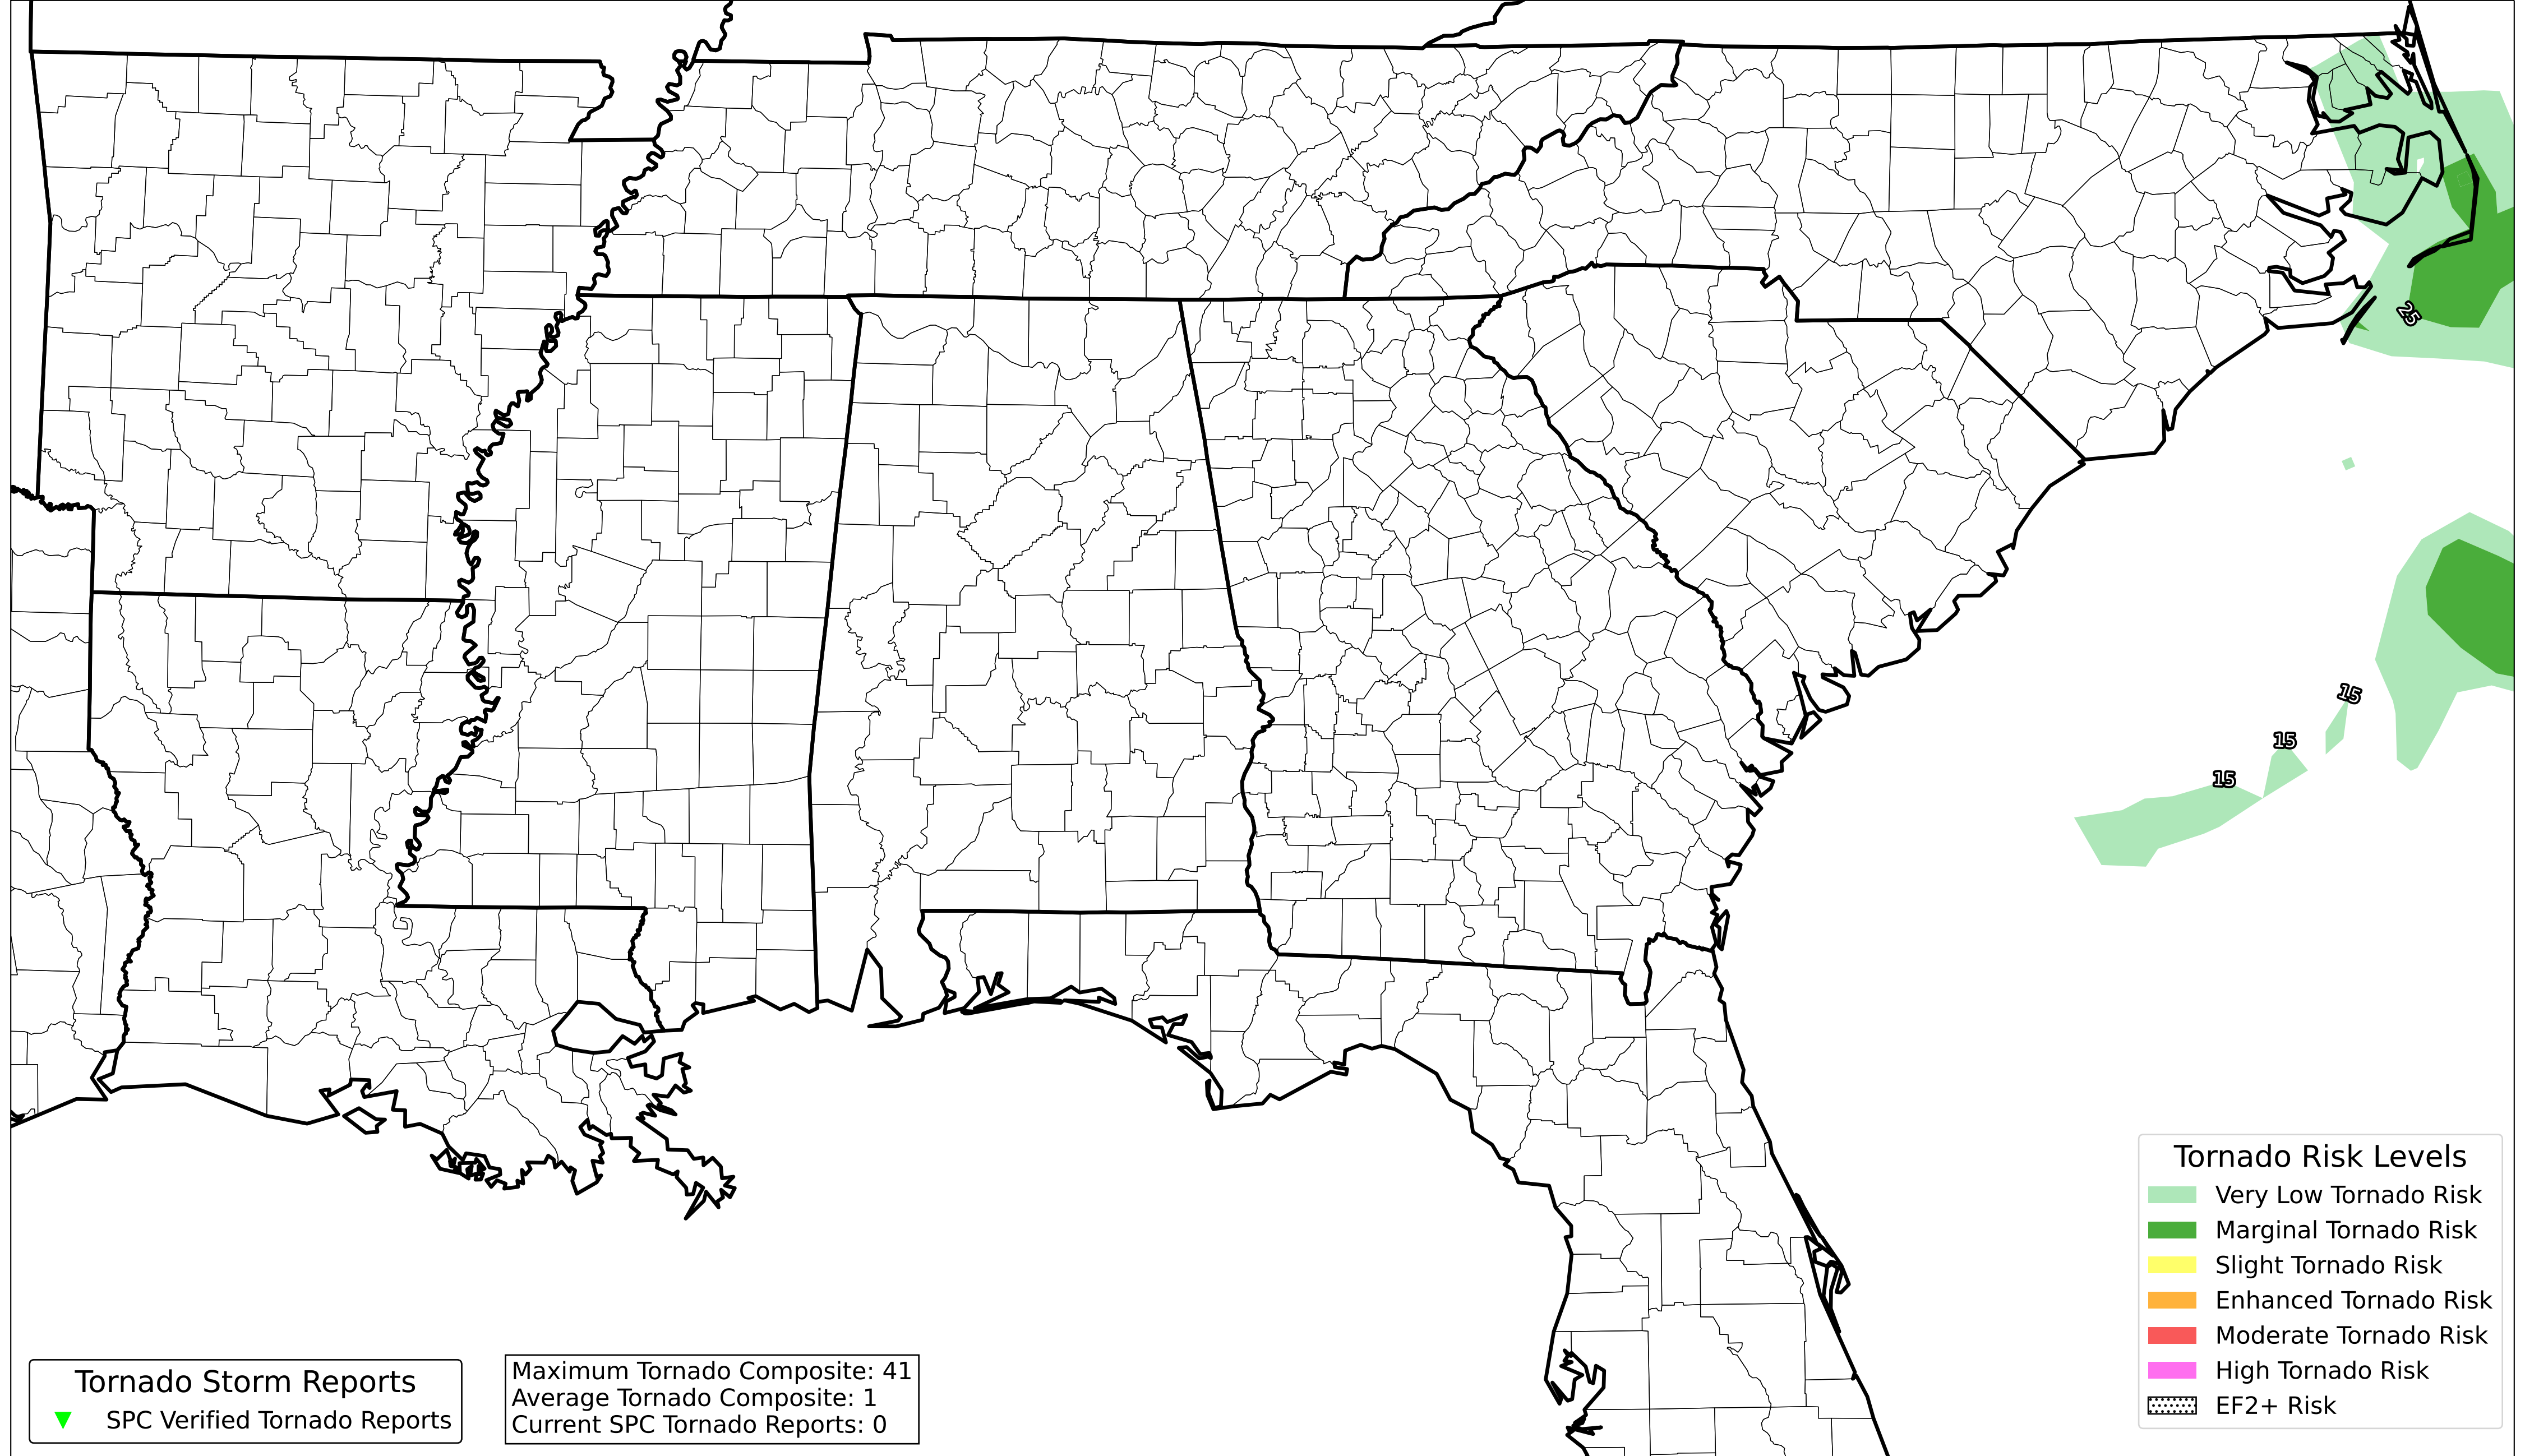 25
15
15
15
Tornado Risk Levels
Very Low Tornado Risk
Marginal Tornado Risk
Slight Tornado Risk
Enhanced Tornado Risk
Moderate Tornado Risk
High Tornado Risk
EF2+ Risk
Tornado Storm Reports
SPC Verified Tornado Reports
Maximum Tornado Composite: 41
Average Tornado Composite: 1
Current SPC Tornado Reports: 0